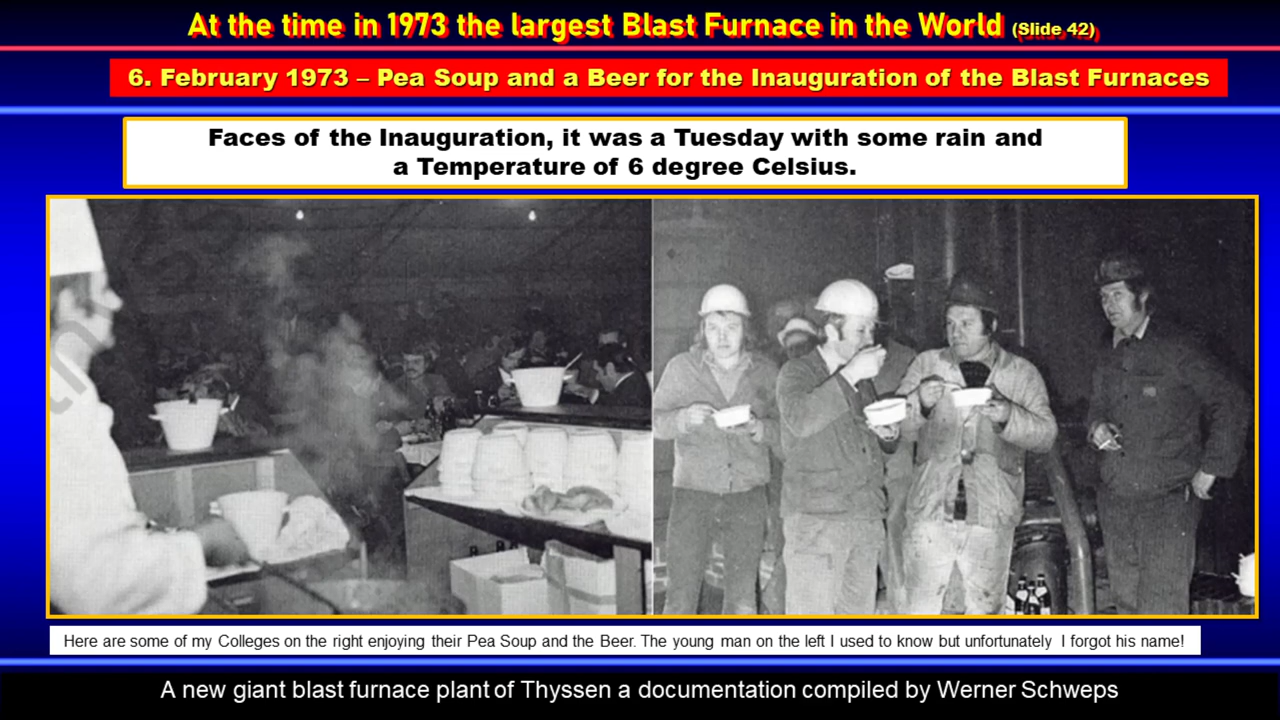 At the time in 1973 the largest Blast Furnace in the World (Slide 42)
6. February 1973 – Pea Soup and a Beer for the Inauguration of the Blast Furnaces
Faces of the Inauguration, it was a Tuesday with some rain and
a Temperature of 6 degree Celsius.
Here are some of my Colleges on the right enjoying their Pea Soup and the Beer. The young man on the left I used to know but unfortunately I forgot his name!
A new giant blast furnace plant of Thyssen a documentation compiled by Werner Schweps